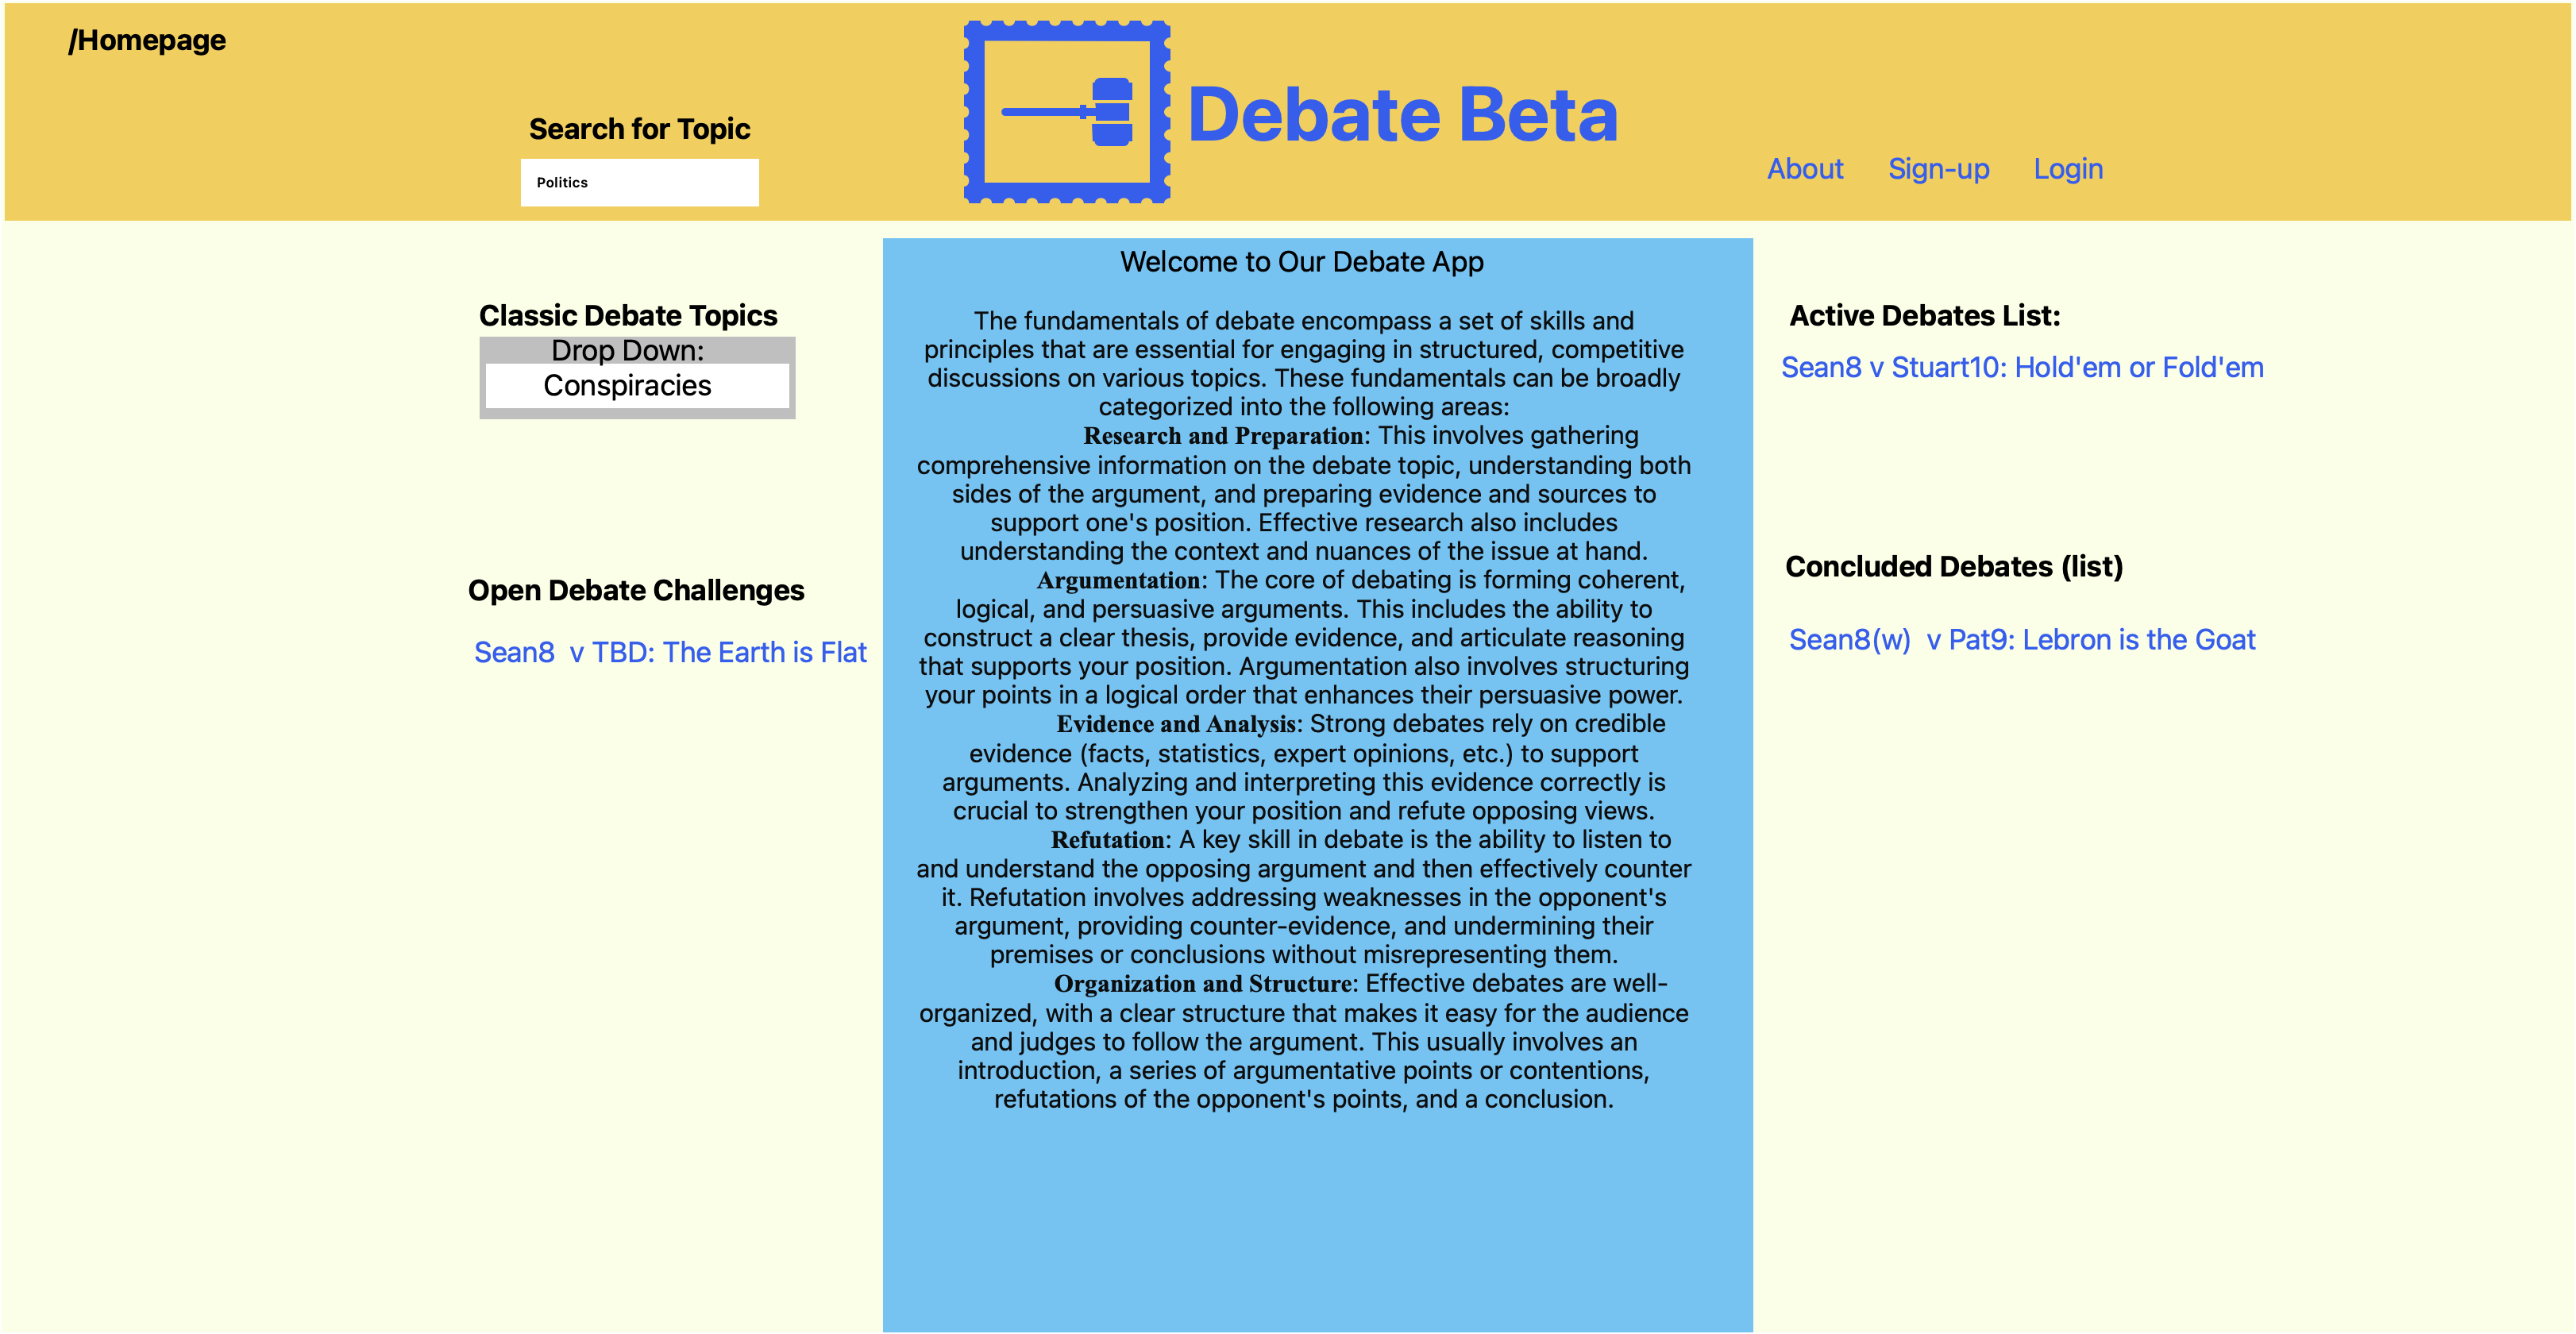 /Homepage
Debate Beta
Search for Topic
Politics
About Sign-up Login
Classic Debate Topics
Drop Down:
Conspiracies
Open Debate Challenges
Sean8  v TBD: The Earth is Flat
Welcome to Our Debate App
The fundamentals of debate encompass a set of skills and
principles that are essential for engaging in structured, competitive
discussions on various topics. These fundamentals can be broadly
categorized into the following areas:
Research and Preparation: This involves gathering
comprehensive information on the debate topic, understanding both
sides of the argument, and preparing evidence and sources to
support one's position. Effective research also includes
understanding the context and nuances of the issue at hand.
Argumentation: The core of debating is forming coherent,
logical, and persuasive arguments. This includes the ability to
construct a clear thesis, provide evidence, and articulate reasoning
that supports your position. Argumentation also involves structuring
your points in a logical order that enhances their persuasive power.
Evidence and Analysis: Strong debates rely on credible
evidence (facts, statistics, expert opinions, etc.) to support
arguments. Analyzing and interpreting this evidence correctly is
crucial to strengthen your position and refute opposing views.
Refutation: A key skill in debate is the ability to listen to
and understand the opposing argument and then effectively counter
it. Refutation involves addressing weaknesses in the opponent's
argument, providing counter-evidence, and undermining their
premises or conclusions without misrepresenting them.
Organization and Structure: Effective debates are well-
organized, with a clear structure that makes it easy for the audience
and judges to follow the argument. This usually involves an
introduction, a series of argumentative points or contentions,
refutations of the opponent's points, and a conclusion.
Active Debates List:
Sean8 v Stuart10: Hold'em or Fold'em
Concluded Debates (list)
Sean8(w)  v Pat9: Lebron is the Goat